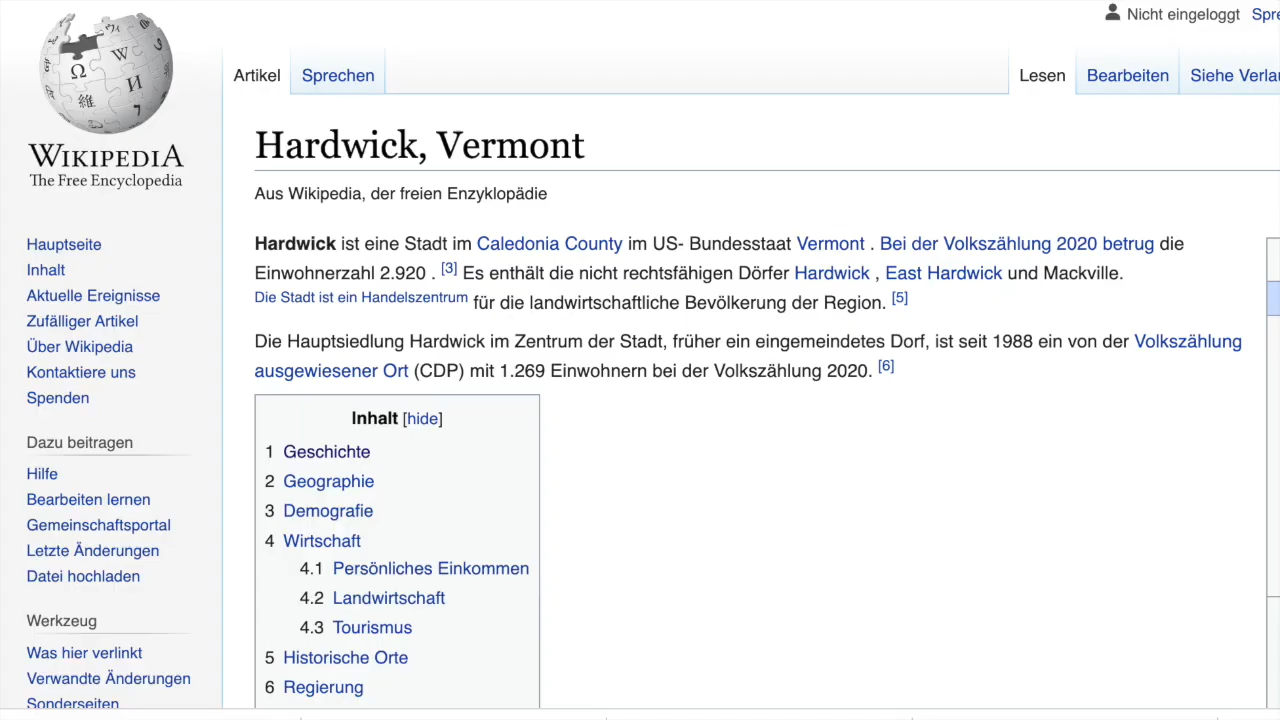 Nicht eingeloggt
WIKIPEDIA
The Free Encyclopedia
Artikel Sprechen Lesen Bearbeiten
Hardwick, Vermont
Aus Wikipedia, der freien Enzyklopädie
Hardwick ist eine Stadt im Caledonia County im US- Bundesstaat Vermont . Bei der Volkszählung 2020 betrug die
Einwohnerzahl 2.920 . [3] Es enthält die nicht rechtsfähigen Dörfer Hardwick , East Hardwick und Mackville.
Die Stadt ist ein Handelszentrum für die landwirtschaftliche Bevölkerung der Region. [5]
Die Hauptsiedlung Hardwick im Zentrum der Stadt, früher ein eingemeindetes Dorf, ist seit 1988 ein von der Volkszählung
ausgewiesener Ort (CDP) mit 1.269 Einwohnern bei der Volkszählung 2020. [6]
Inhalt [hide]
1 Geschichte
2 Geographie
3 Demografie
4 Wirtschaft
4.1 Persönliches Einkommen
4.2 Landwirtschaft
4.3 Tourismus
5 Historische Orte
6 Regierung
Hauptseite
Inhalt
Aktuelle Ereignisse
Zufälliger Artikel
Über Wikipedia
Kontaktiere uns
Spenden
Dazu beitragen
Hilfe
Bearbeiten lernen
Gemeinschaftsportal
Letzte Änderungen
Datei hochladen
Werkzeug
Was hier verlinkt
Verwandte Änderungen
Sonderseiten